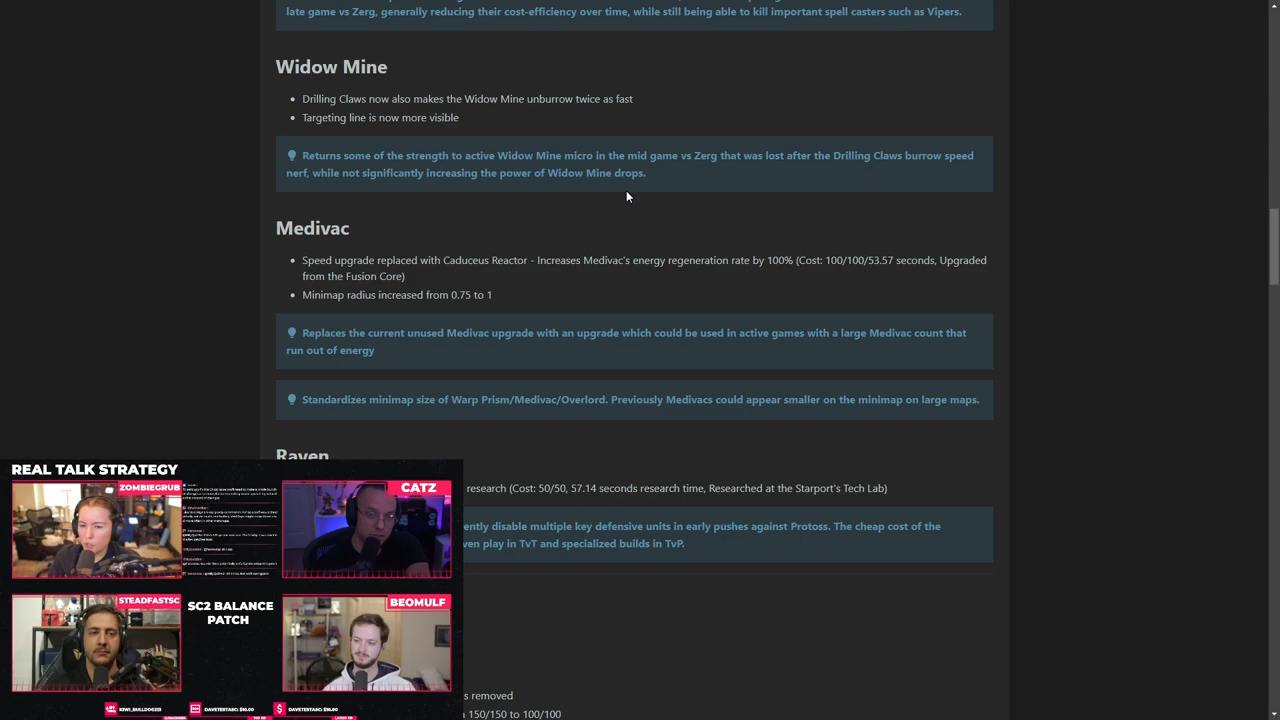 late game vs Zerg, generally reducing their cost-efficiency over time, while still being able to kill important spell casters such as Vipers.
Widow Mine
Drilling Claws now also makes the Widow Mine unburrow twice as fast
Targeting line is now more visible
Returns some of the strength to active Widow Mine micro in the mid game vs Zerg that was lost after the Drilling Claws burrow speed
nerf, while not significantly increasing the power of Widow Mine drops.
Medivac
Speed upgrade replaced with Caduceus Reactor - Increases Medivac's energy regeneration rate by 100% (Cost: 100/100/53.57 seconds, Upgraded
from the Fusion Core)
Minimap radius increased from 0.75 to 1
Replaces the current unused Medivac upgrade with an upgrade which could be used in active games with a large Medivac count that
run out of energy
Standardizes minimap size of Warp Prism/Medivac/Overlord. Previously Medivacs could appear smaller on the minimap on large maps.
Raven
research (Cost: 50/50, 57.14 seconds research time, Researched at the Starport's Tech Lab)
ently disable multiple key defensive units in early pushes against Protoss. The cheap cost of the
ven play in TvT and specialized builds in TvP.
s removed
150/150 to 100/100
REAL TALK STRATEGY
ZOMBIEGRUB
CATZ
STEADFASTSC
SC2 BALANCE
PATCH
BEOMULF
KIWI_BULLDOG213
DAVETESTASC: $10.00
DAVETESTASC: $10.00